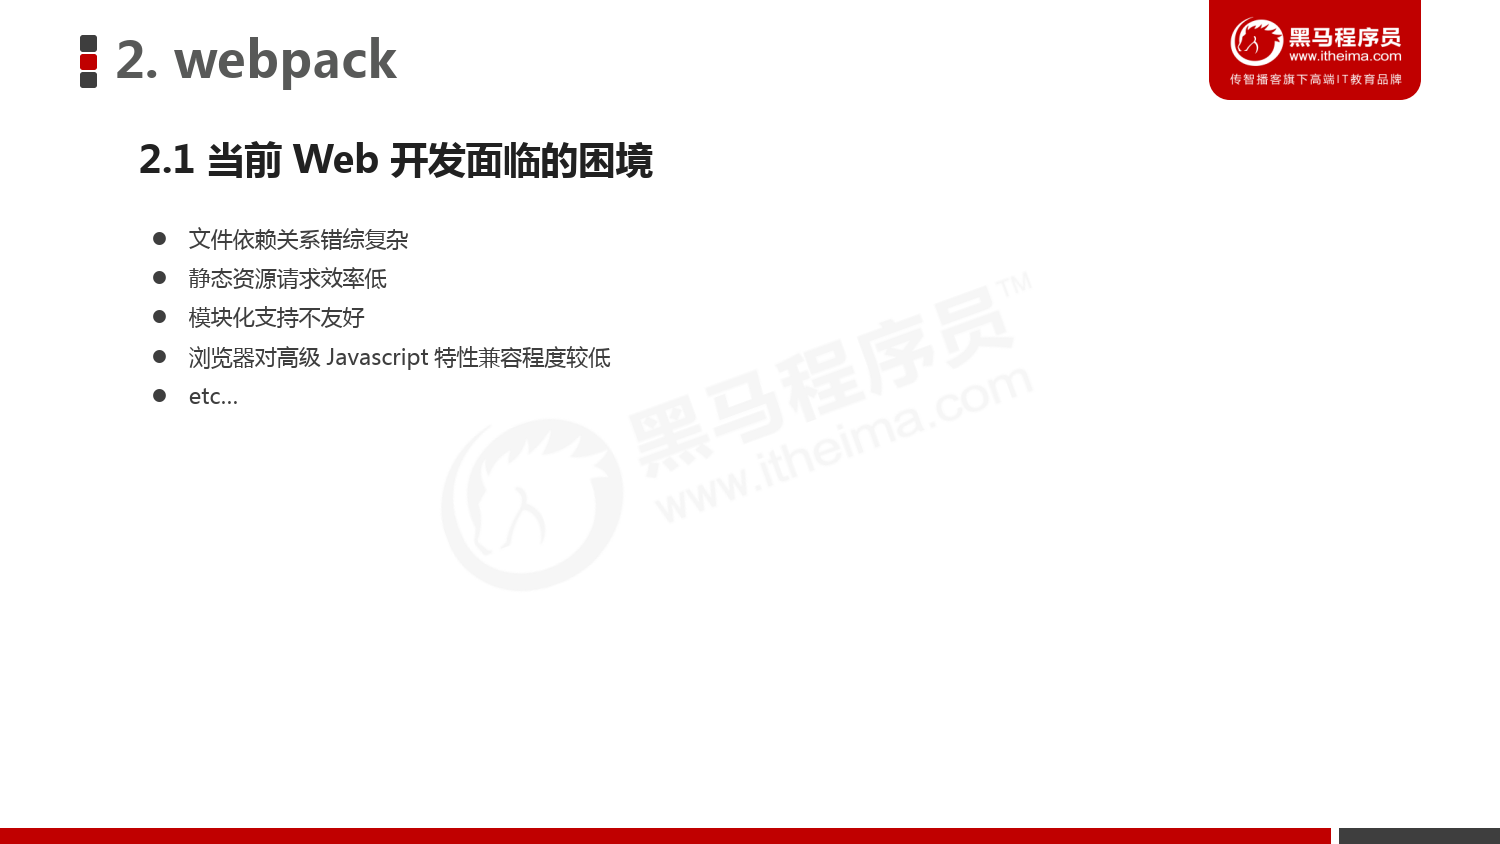 2. webpack
黑马程序员
www.itheima.com
传智播客旗下高端IT教育品牌
2.1 当前 Web 开发面临的困境
● 文件依赖关系错综复杂
● 静态资源请求效率低
● 模块化支持不友好
● 浏览器对高级 Javascript 特性兼容程度较低
● etc...
黑马程序员™
www.itheima.com